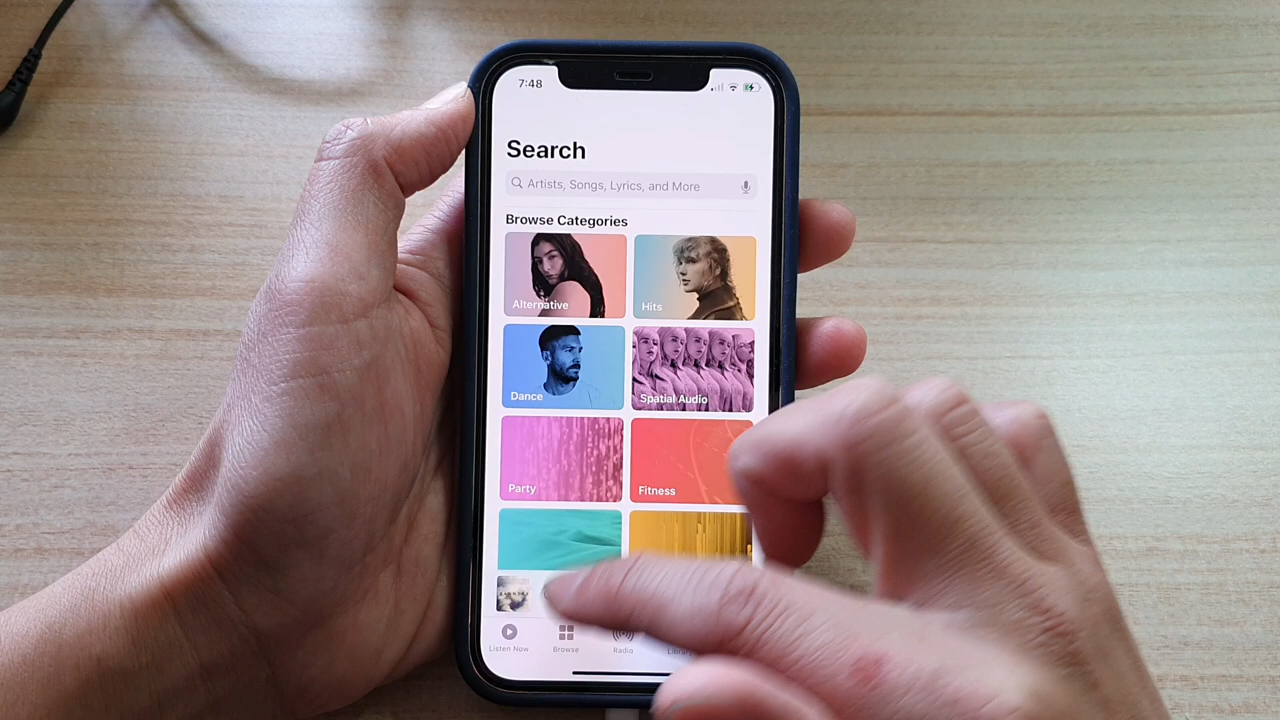 7:48
Search
Artists, Songs, Lyrics, and More
Browse Categories
Alternative
Hits
Dance
Spatial Audio
Party
Fitness
Listen Now
Browse
Radio
Library